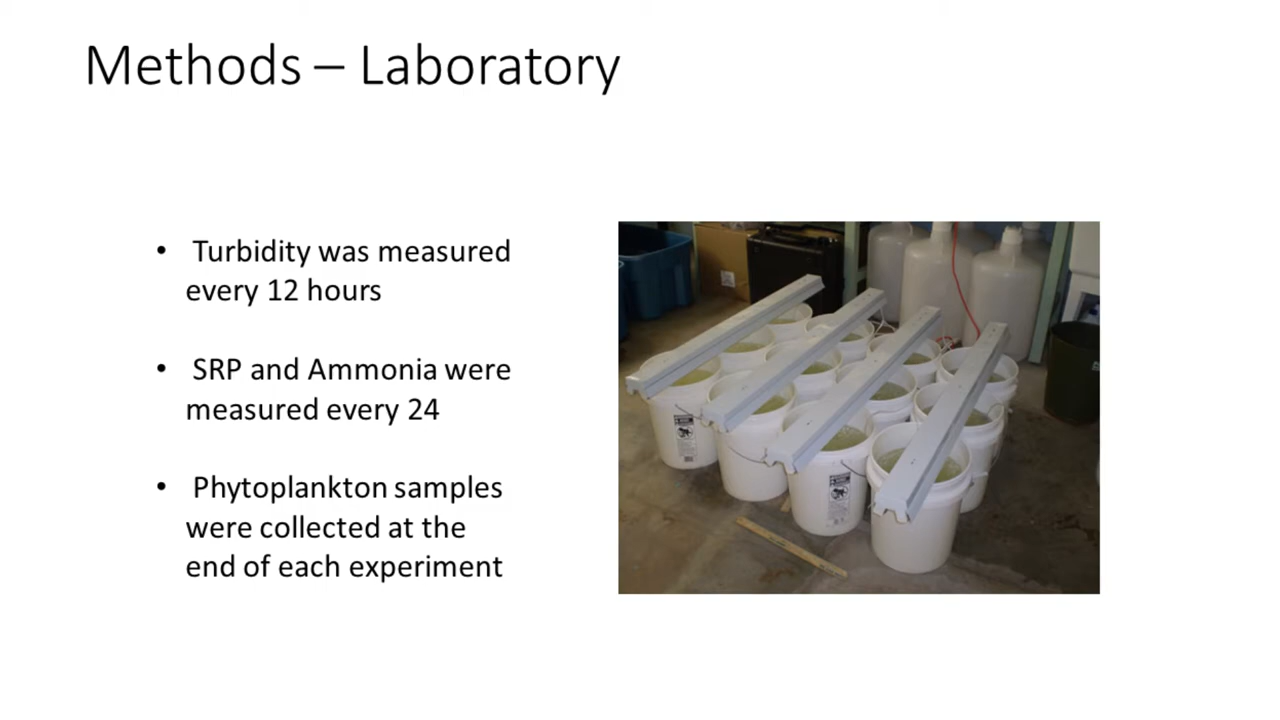 Methods – Laboratory
• Turbidity was measured
every 12 hours
• SRP and Ammonia were
measured every 24
• Phytoplankton samples
were collected at the
end of each experiment